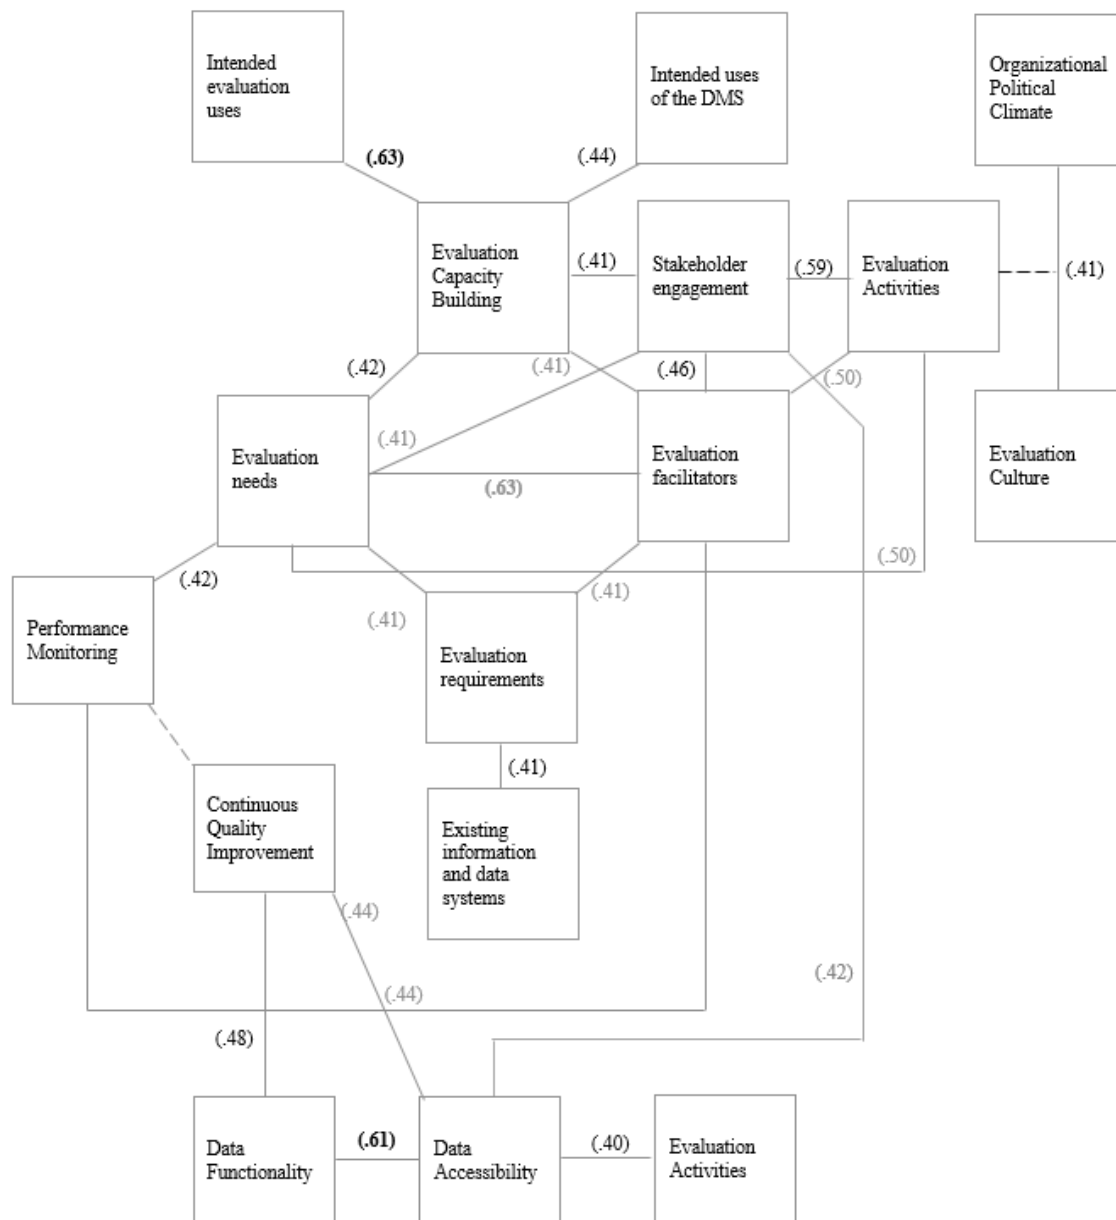 Intended
evaluation
uses
Intended uses
of the DMS
Organizational
Political
Climate
(.63)
(.44)
Evaluation
Capacity
Building
(.41)
Stakeholder
engagement
(.59)
Evaluation
Activities
(.41)
(.42)
(.41)
(.46)
(.50)
Evaluation
needs
(.41)
(.63)
Evaluation
facilitators
Evaluation
Culture
(.42)
(.50)
(.41)
(.41)
Performance
Monitoring
Evaluation
requirements
(.41)
Continuous
Quality
Improvement
Existing
information
and data
systems
(.44)
(.44)
(.42)
(.48)
Data
Functionality
(.61)
Data
Accessibility
(.40)
Evaluation
Activities